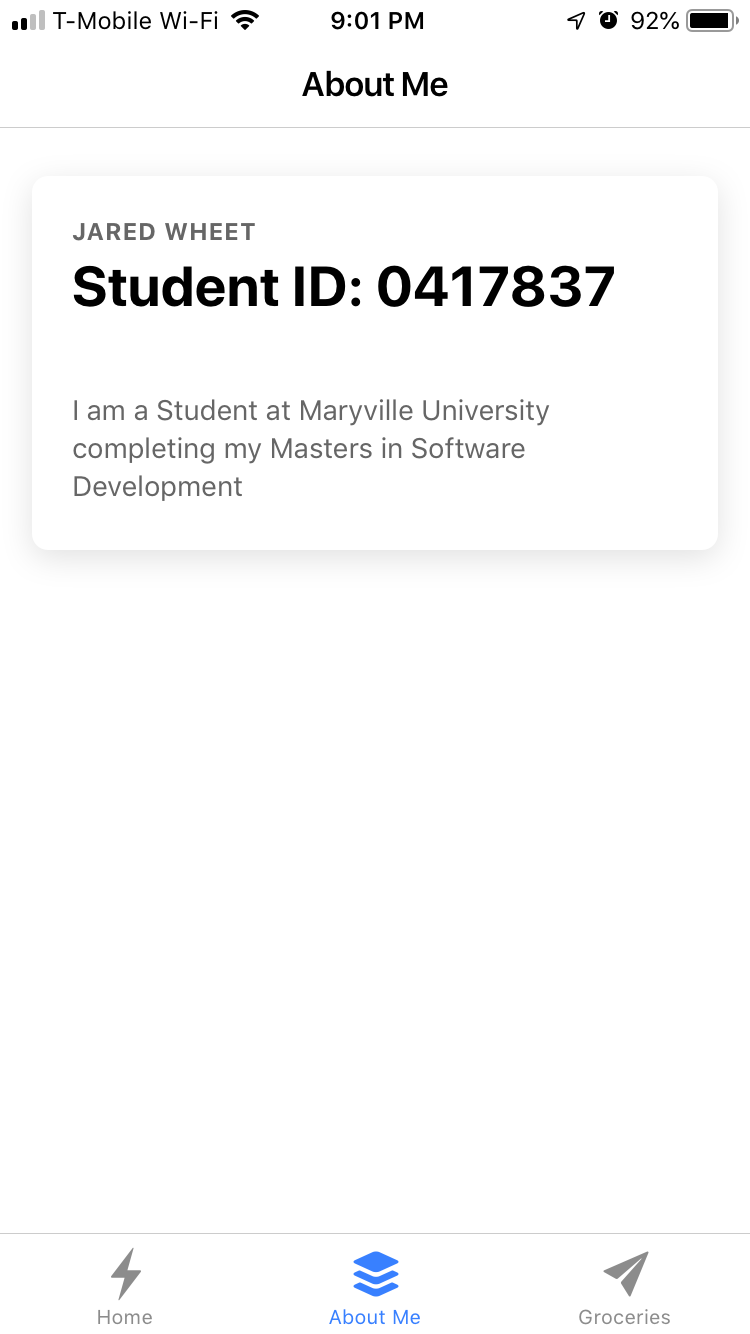 T-Mobile Wi-Fi 9:01 PM 92%
About Me
JARED WHEET
Student ID: 0417837
I am a Student at Maryville University
completing my Masters in Software
Development
Home About Me Groceries